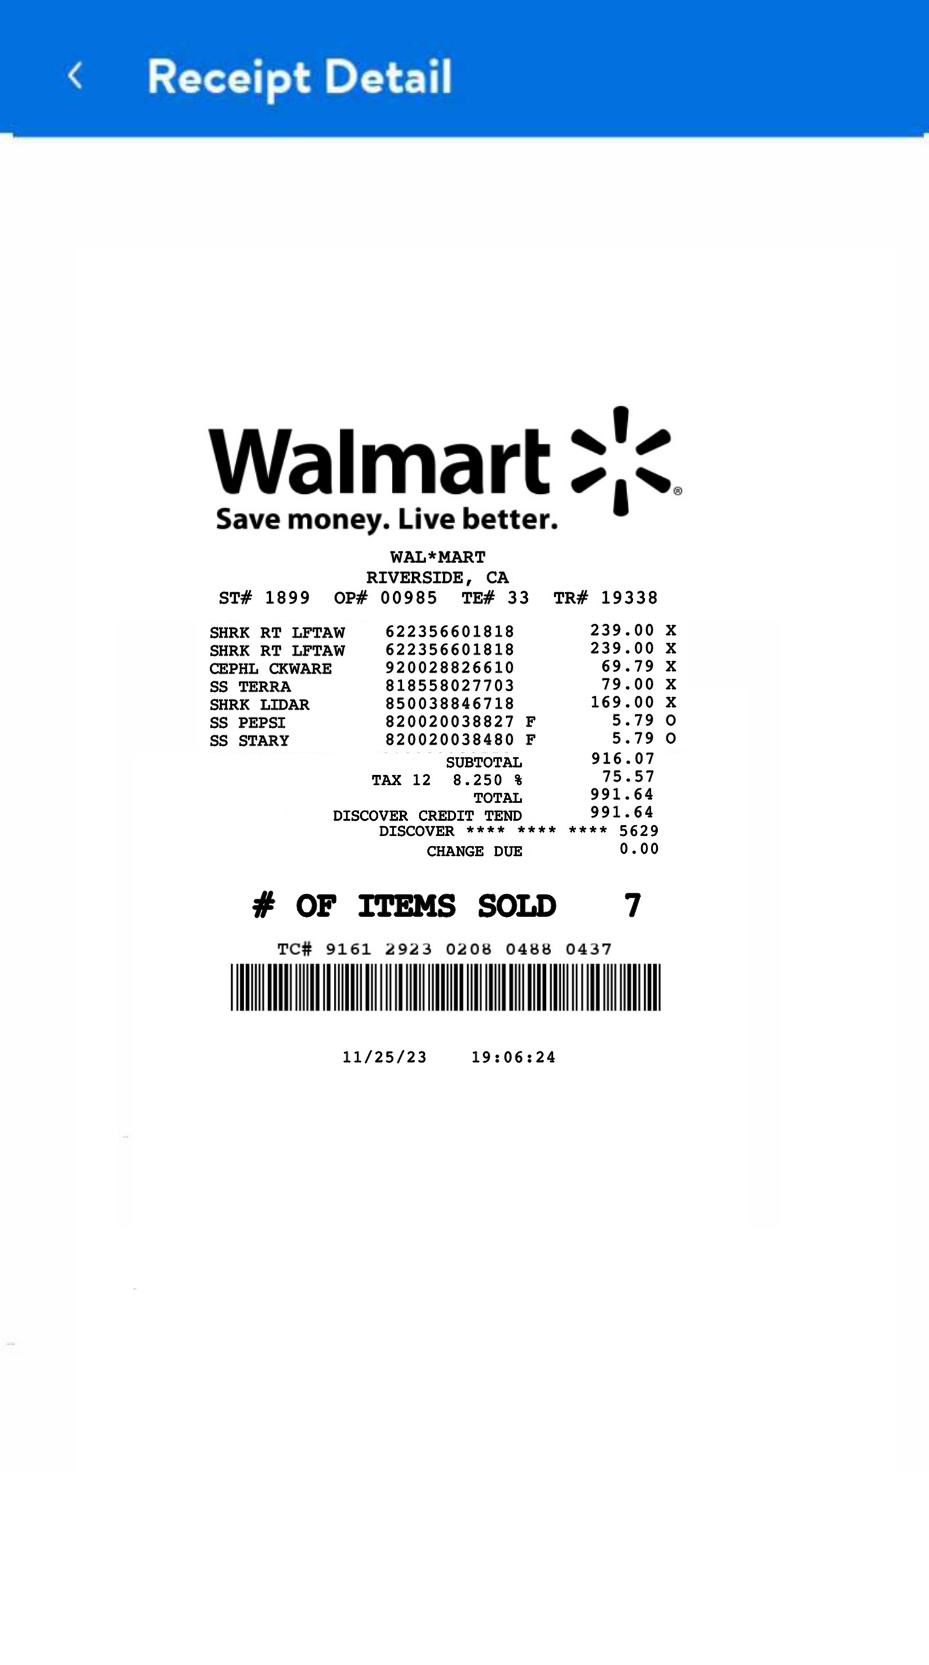 Receipt Detail
Walmart ®
Save money. Live better.
WAL*MART
RIVERSIDE, CA
ST# 1899 OP# 00985 TE# 33 TR# 19338
SHRK RT LFTAW 622356601818 239.00 X
SHRK RT LFTAW 622356601818 239.00 X
CEPHL CKWARE 920028826610 69.79 X
SS TERRA 818558027703 79.00 X
SHRK LIDAR 850038846718 169.00 X
SS PEPSI 820020038827 F 5.79 O
SS STARY 820020038480 F 5.79 O
SUBTOTAL 916.07
TAX 12 8.250 % 75.57
TOTAL 991.64
DISCOVER CREDIT TEND 991.64
DISCOVER **** **** **** 5629
CHANGE DUE 0.00
# OF ITEMS SOLD 7
TC# 9161 2923 0208 0488 0437
11/25/23 19:06:24